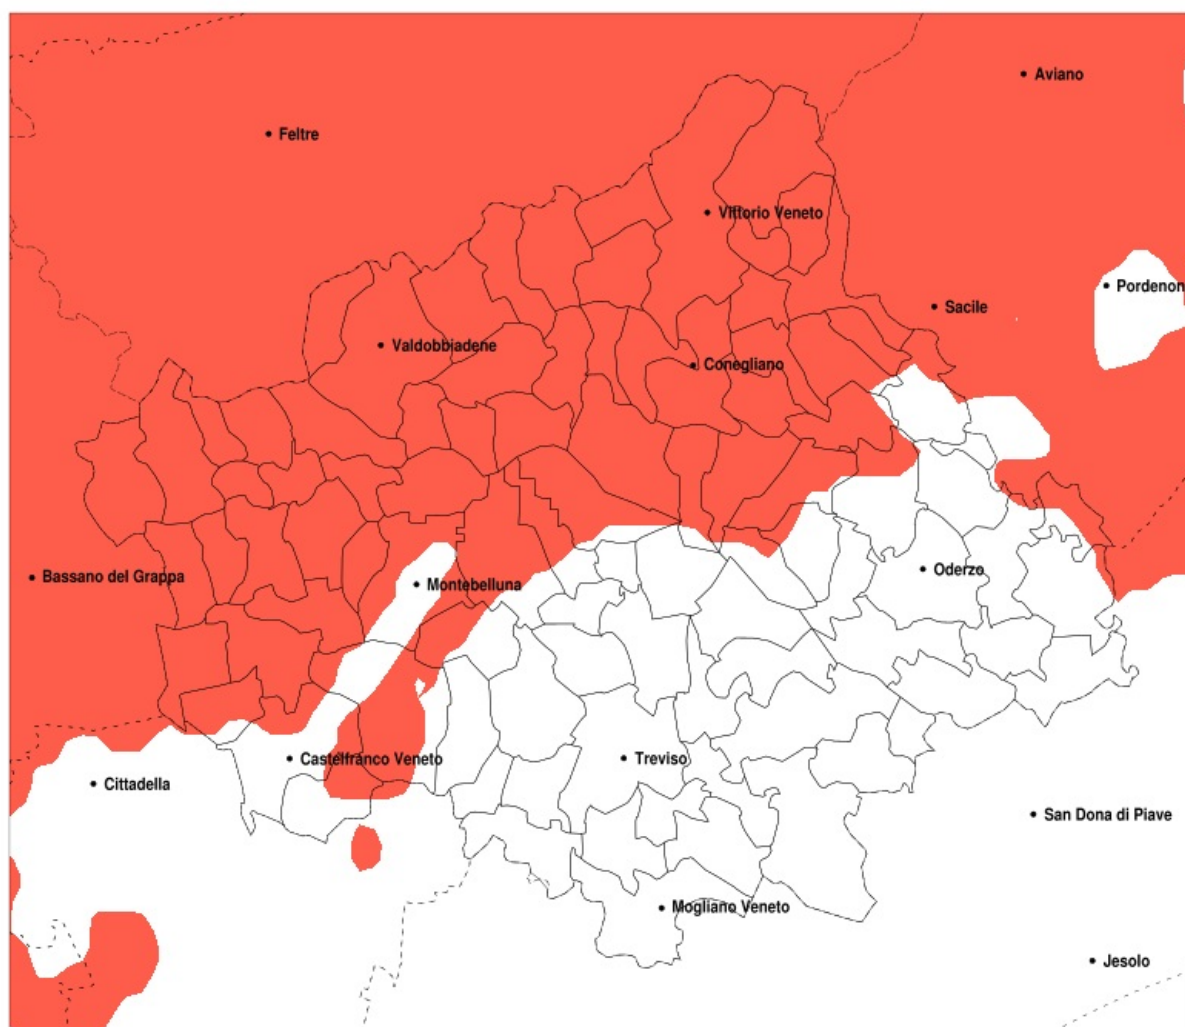 Aviano
Feltre
Vittorio Veneto
Pordenon
Sacile
Valdobbiadene
Conegliano
Oderzo
Bassano del Grappa
Montebelluna
Castelfranco Veneto
Treviso
Cittadella
San Dona di Piave
Mogliano Veneto
Jesolo